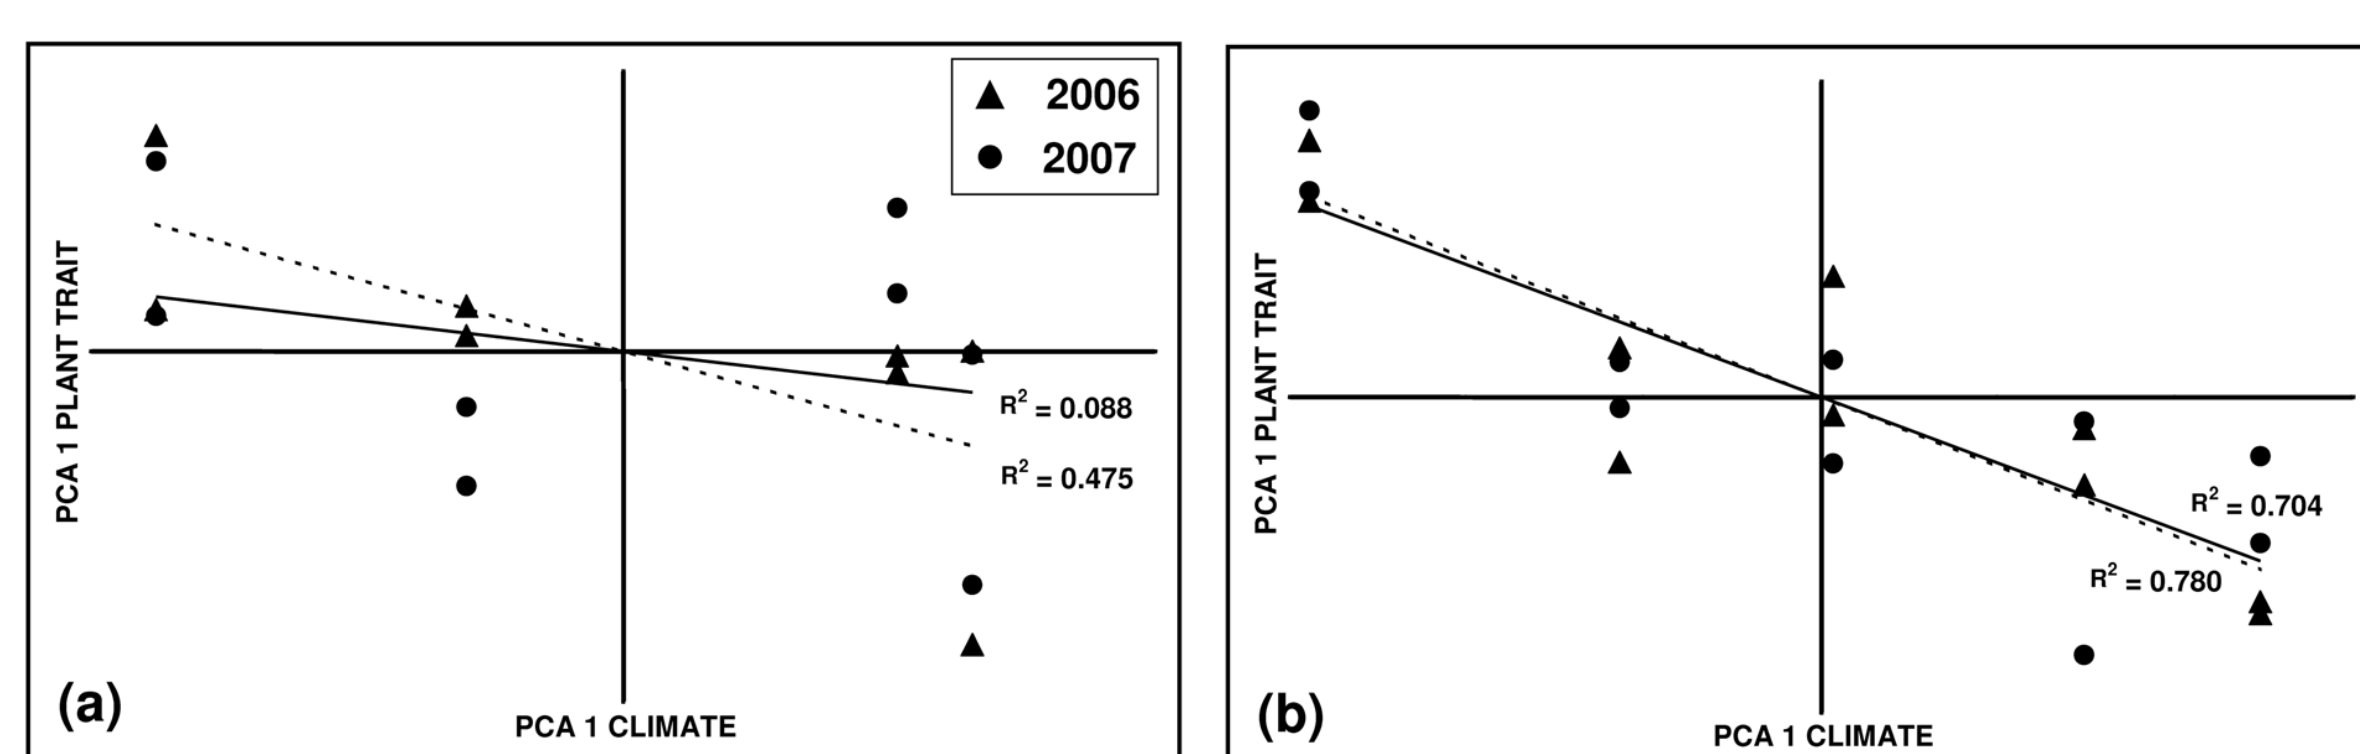 2006
2007
PCA 1 PLANT TRAIT
R² = 0.088
R² = 0.475
(a)
PCA 1 CLIMATE
PCA 1 PLANT TRAIT
R² = 0.704
R² = 0.780
(b)
PCA 1 CLIMATE